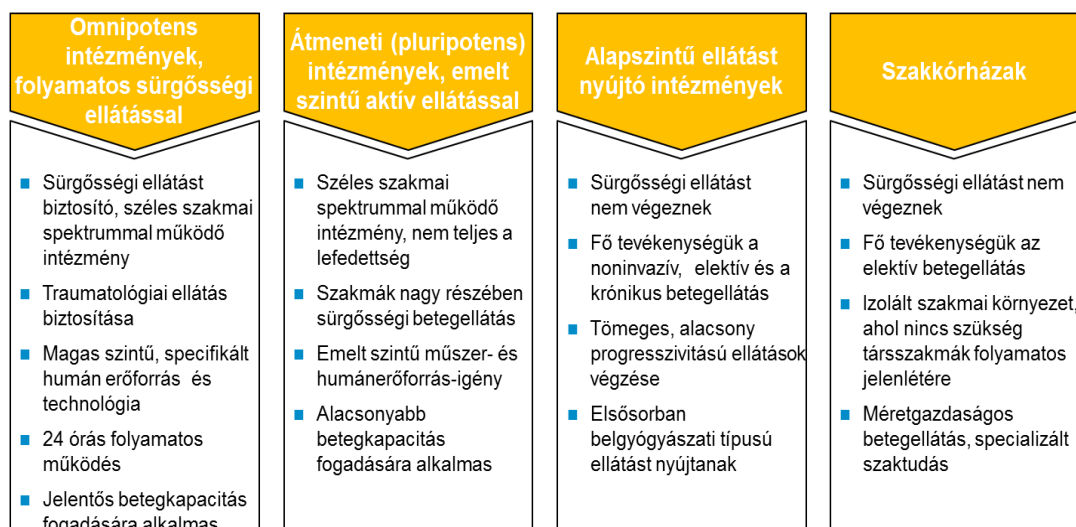 Omnipotens
intézmények,
folyamatos sürgősségi
ellátással
Sürgősségi ellátást
biztosító, széles szakmai
spektrummal működő
intézmény
Traumatológiai ellátás
biztosítása
Magas szintű, specifikált
humán erőforrás és
technológia
24 órás folyamatos
működés
Jelentős betegkapacitás
fogadására alkalmas
Átmeneti (pluripotens)
intézmények, emelt
szintű aktív ellátással
Széles szakmai
spektrummal működő
intézmény, nem teljes a
lefedettség
Szakmák nagy részében
sürgősségi betegellátás
Emelt szintű műszer- és
humánerőforrás-igény
Alacsonyabb
betegkapacitás
fogadására alkalmas
Alapszintű ellátást
nyújtó intézmények
Sürgősségi ellátást
nem végeznek
Fő tevékenységük a
noninvazív, elektív és a
krónikus betegellátás
Tömeges, alacsony
progresszivitású ellátások
végzése
Elsősorban
belgyógyászati típusú
ellátást nyújtanak
Szakkórházak
Sürgősségi ellátást nem
végeznek
Fő tevékenységük az
elektív betegellátás
Izolált szakmai környezet,
ahol nincs szükség
társszakmák folyamatos
jelenlétére
Méretgazdaságos
betegellátás, specializált
szaktudás